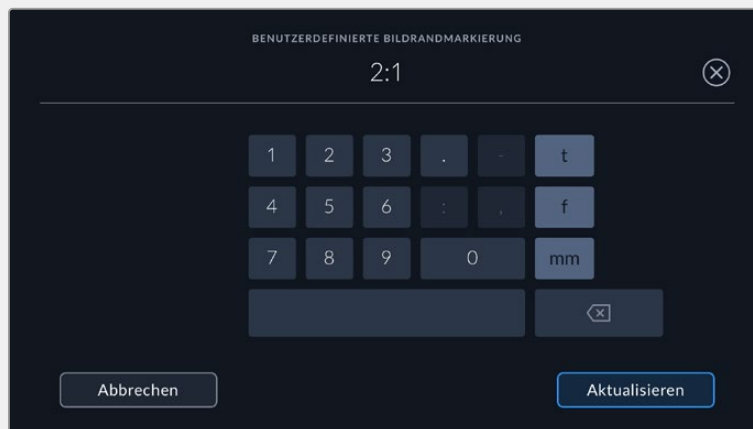 BENUTZERDEFINIERTE BILDRANDMARKIERUNG
2:1
1 2 3 . - t
4 5 6 : , f
7 8 9 0 mm
Abbrechen Aktualisieren